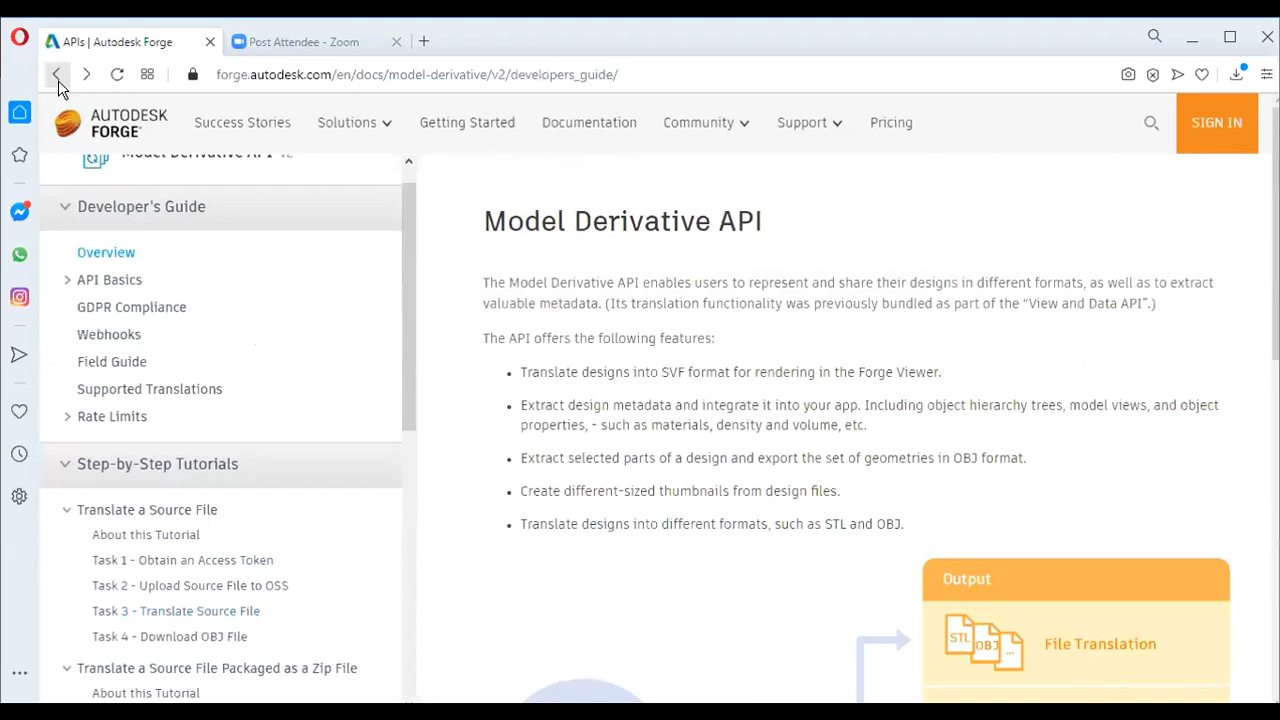 APIs | Autodesk Forge
Post Attendee - Zoom
forge.autodesk.com/en/docs/model-derivative/v2/developers_guide/
AUTODESK FORGE
Success Stories
Solutions
Getting Started
Documentation
Community
Support
Pricing
SIGN IN
Model Derivative API v2
Developer's Guide
Overview
API Basics
GDPR Compliance
Webhooks
Field Guide
Supported Translations
Rate Limits
Step-by-Step Tutorials
Translate a Source File
About this Tutorial
Task 1 - Obtain an Access Token
Task 2 - Upload Source File to OSS
Task 3 - Translate Source File
Task 4 - Download OBJ File
Translate a Source File Packaged as a Zip File
About this Tutorial
Model Derivative API
The Model Derivative API enables users to represent and share their designs in different formats, as well as to extract
valuable metadata. (Its translation functionality was previously bundled as part of the “View and Data API”.)
The API offers the following features:
• Translate designs into SVF format for rendering in the Forge Viewer.
• Extract design metadata and integrate it into your app. Including object hierarchy trees, model views, and object
properties, - such as materials, density and volume, etc.
• Extract selected parts of a design and export the set of geometries in OBJ format.
• Create different-sized thumbnails from design files.
• Translate designs into different formats, such as STL and OBJ.
Output
STL
OBJ
...
File Translation